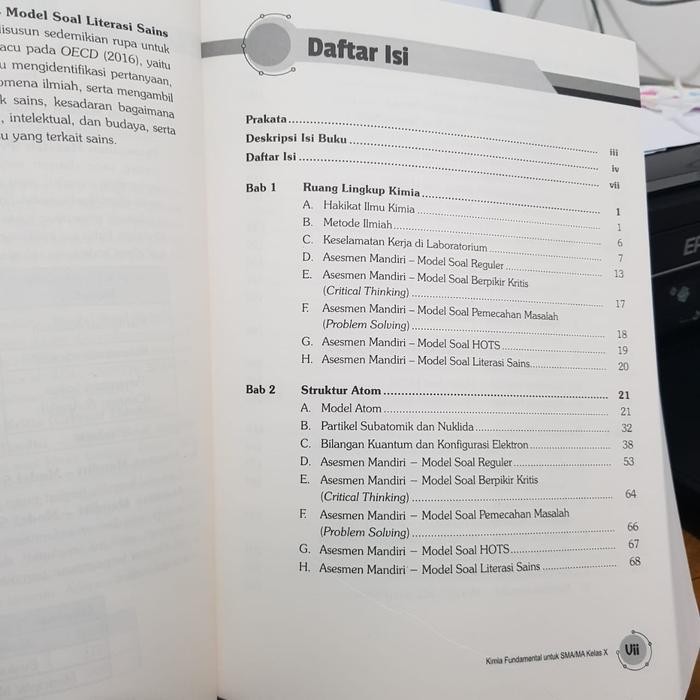 Model Soal Literasi Sains
disusun sedemikian rupa untuk
acu pada OECD (2016), yaitu
u mengidentifikasi pertanyaan,
omena ilmiah, serta mengambil
k sains, kesadaran bagaimana
, intelektual, dan budaya, serta
u yang terkait sains.
Daftar Isi
Prakata iii
Deskripsi Isi Buku iv
Daftar Isi vii
Bab 1 Ruang Lingkup Kimia 1
A. Hakikat Ilmu Kimia 1
B. Metode Ilmiah 6
C. Keselamatan Kerja di Laboratorium 7
D. Asesmen Mandiri – Model Soal Reguler 13
E. Asesmen Mandiri – Model Soal Berpikir Kritis
(Critical Thinking) 17
F. Asesmen Mandiri – Model Soal Pemecahan Masalah
(Problem Solving) 18
G. Asesmen Mandiri – Model Soal HOTS 19
H. Asesmen Mandiri – Model Soal Literasi Sains 20
Bab 2 Struktur Atom 21
A. Model Atom 21
B. Partikel Subatomik dan Nuklida 32
C. Bilangan Kuantum dan Konfigurasi Elektron 38
D. Asesmen Mandiri – Model Soal Reguler 53
E. Asesmen Mandiri – Model Soal Berpikir Kritis
(Critical Thinking) 64
F. Asesmen Mandiri – Model Soal Pemecahan Masalah
(Problem Solving) 66
G. Asesmen Mandiri – Model Soal HOTS 67
H. Asesmen Mandiri – Model Soal Literasi Sains 68
Kimia Fundamental untuk SMA/MA Kelas X vii